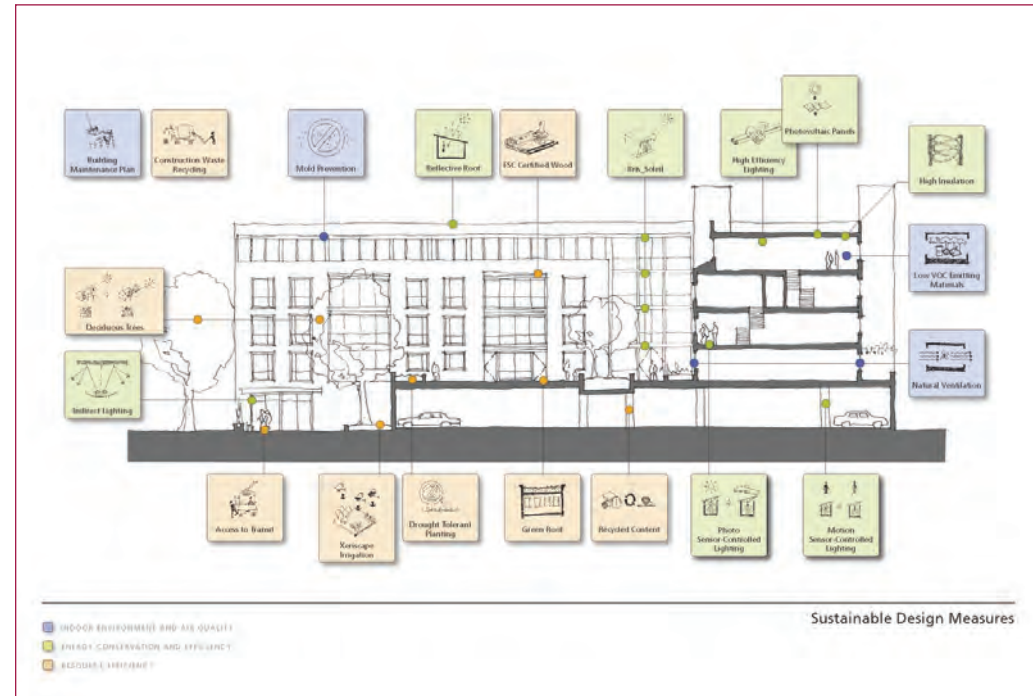 Photovoltaic Panels
Building
Maintenance Plan
Construction Waste
Recycling
Mold Prevention
Reflective Roof
FSC Certified Wood
Bris_Soleil
High Efficiency
Lighting
High Insulation
Low VOC Emitting
Materials
Deciduous Trees
Natural Ventilation
Indirect Lighting
Access to Transit
Xeriscape
Irrigation
Drought Tolerant
Planting
Green Roof
Recycled Content
Photo
Sensor-Controlled
Lighting
Motion
Sensor-Controlled
Lighting
Sustainable Design Measures
INDOOR ENVIRONMENT AND AIR QUALITY
ENERGY CONSERVATION AND EFFICIENCY
RESOURCE EFFICIENCY